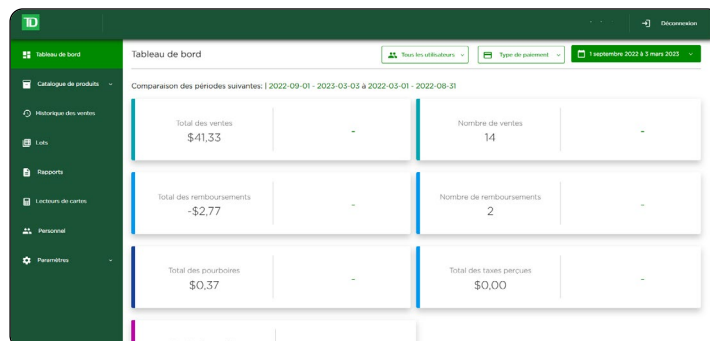 TD
Déconnexion
Tableau de bord
Catalogue de produits
Historique des ventes
Lots
Rapports
Lecteurs de cartes
Personnel
Paramètres
Tableau de bord
Tous les utilisateurs
Type de paiement
1 septembre 2022 à 3 mars 2023
Comparaison des périodes suivantes: | 2022-09-01 - 2023-03-03 à 2022-03-01 - 2022-08-31
Total des ventes
$41,33
-
Nombre de ventes
14
-
Total des remboursements
-$2,77
-
Nombre de remboursements
2
-
Total des pourboires
$0,37
-
Total des taxes perçues
$0,00
-